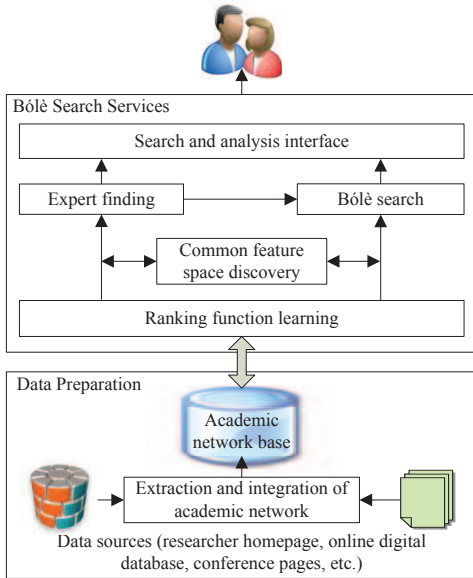 Bólè Search Services
Search and analysis interface
Expert finding
Bólè search
Common feature
space discovery
Ranking function learning
Data Preparation
Academic
network base
Extraction and integration of
academic network
Data sources (researcher homepage, online digital
database, conference pages, etc.)